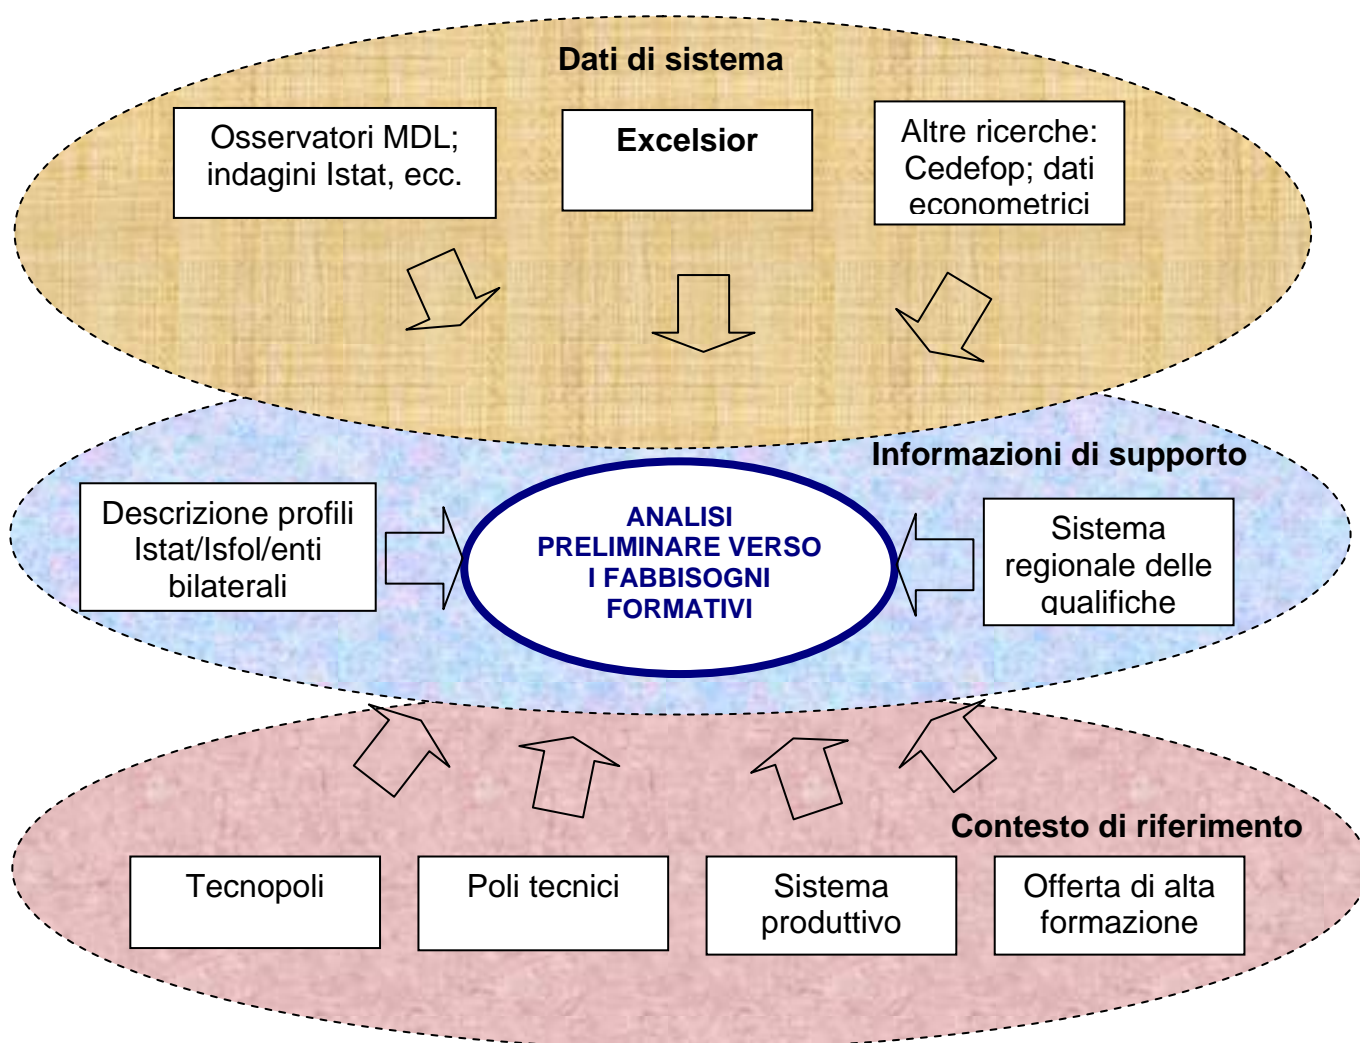 Dati di sistema
Osservatori MDL;
indagini Istat, ecc.
Excelsior
Altre ricerche:
Cedefop; dati
econometrici
Informazioni di supporto
Descrizione profili
Istat/Isfol/enti
bilaterali
ANALISI
PRELIMINARE VERSO
I FABBISOGNI
FORMATIVI
Sistema
regionale delle
qualifiche
Contesto di riferimento
Tecnopoli
Poli tecnici
Sistema
produttivo
Offerta di alta
formazione